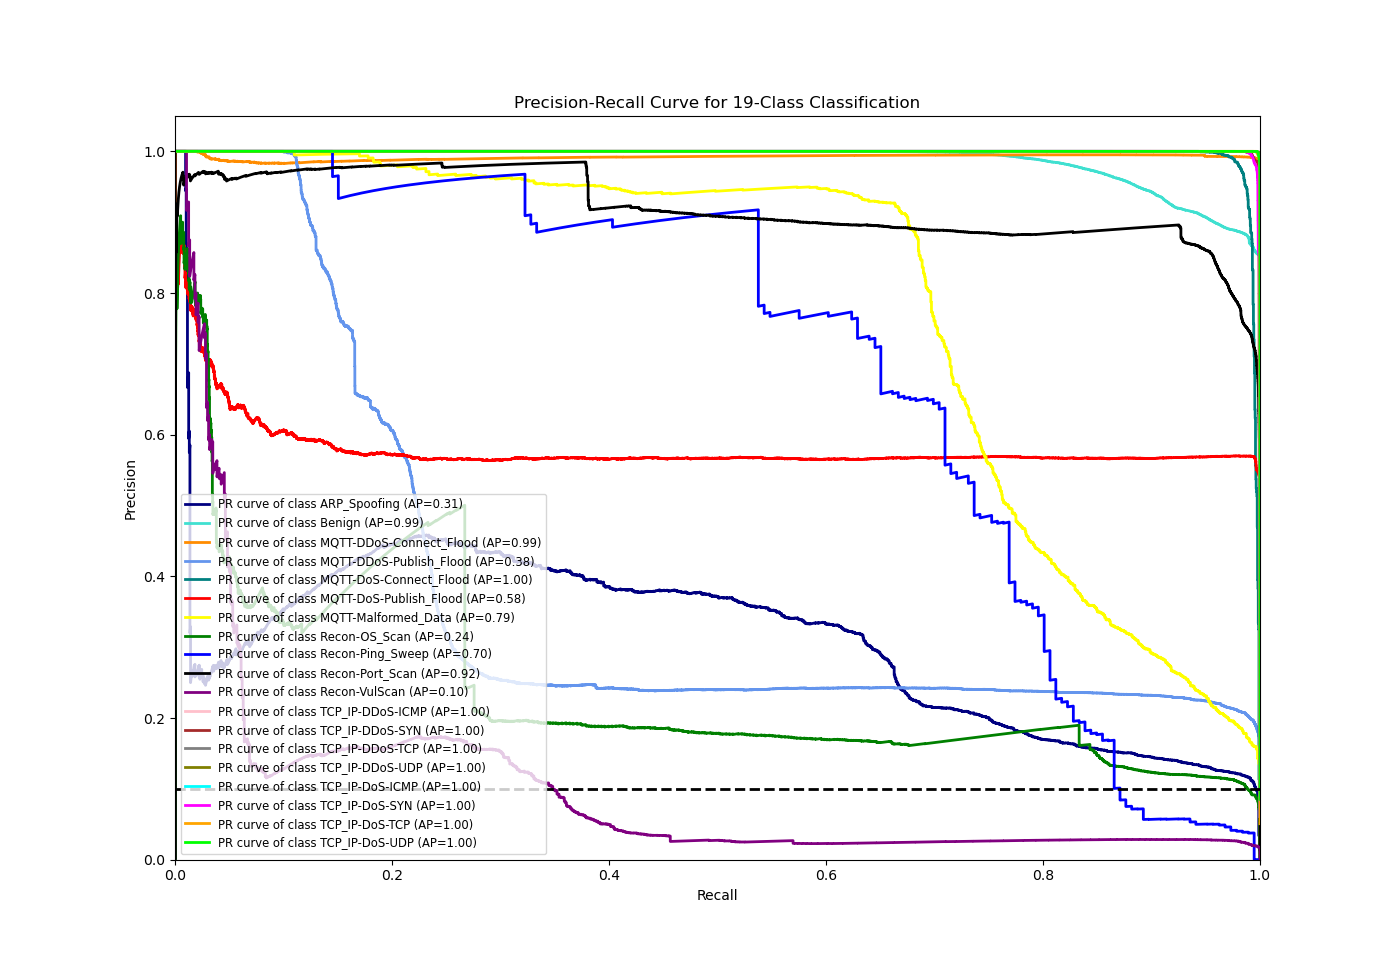 Precision-Recall Curve for 19-Class Classification
1.0
0.8
0.6
0.4
0.2
0.0
Precision
PR curve of class ARP_Spoofing (AP=0.31)
PR curve of class Benign (AP=0.99)
PR curve of class MQTT-DDoS-Connect_Flood (AP=0.99)
PR curve of class MQTT-DDoS-Publish_Flood (AP=0.38)
PR curve of class MQTT-DoS-Connect_Flood (AP=1.00)
PR curve of class MQTT-DoS-Publish_Flood (AP=0.58)
PR curve of class MQTT-Malformed_Data (AP=0.79)
PR curve of class Recon-OS_Scan (AP=0.24)
PR curve of class Recon-Ping_Sweep (AP=0.70)
PR curve of class Recon-Port_Scan (AP=0.92)
PR curve of class Recon-VulScan (AP=0.10)
PR curve of class TCP_IP-DDoS-ICMP (AP=1.00)
PR curve of class TCP_IP-DDoS-SYN (AP=1.00)
PR curve of class TCP_IP-DDoS-TCP (AP=1.00)
PR curve of class TCP_IP-DDoS-UDP (AP=1.00)
PR curve of class TCP_IP-DoS-ICMP (AP=1.00)
PR curve of class TCP_IP-DoS-SYN (AP=1.00)
PR curve of class TCP_IP-DoS-TCP (AP=1.00)
PR curve of class TCP_IP-DoS-UDP (AP=1.00)
0.0 0.2 0.4 0.6 0.8 1.0
Recall